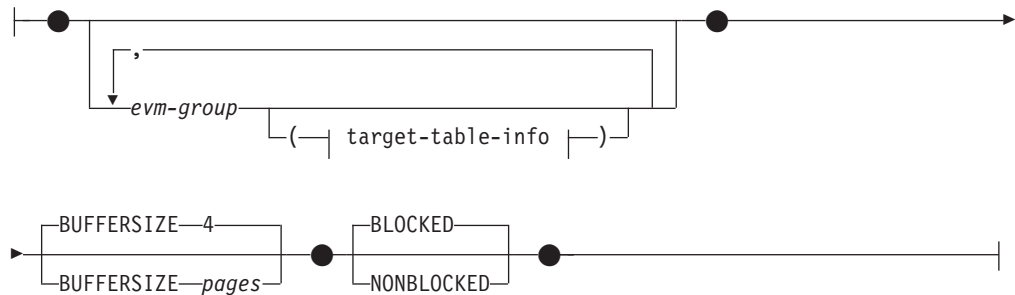 ,
evm-group
( target-table-info )
BUFFERSIZE 4 BLOCKED
BUFFERSIZE pages NONBLOCKED